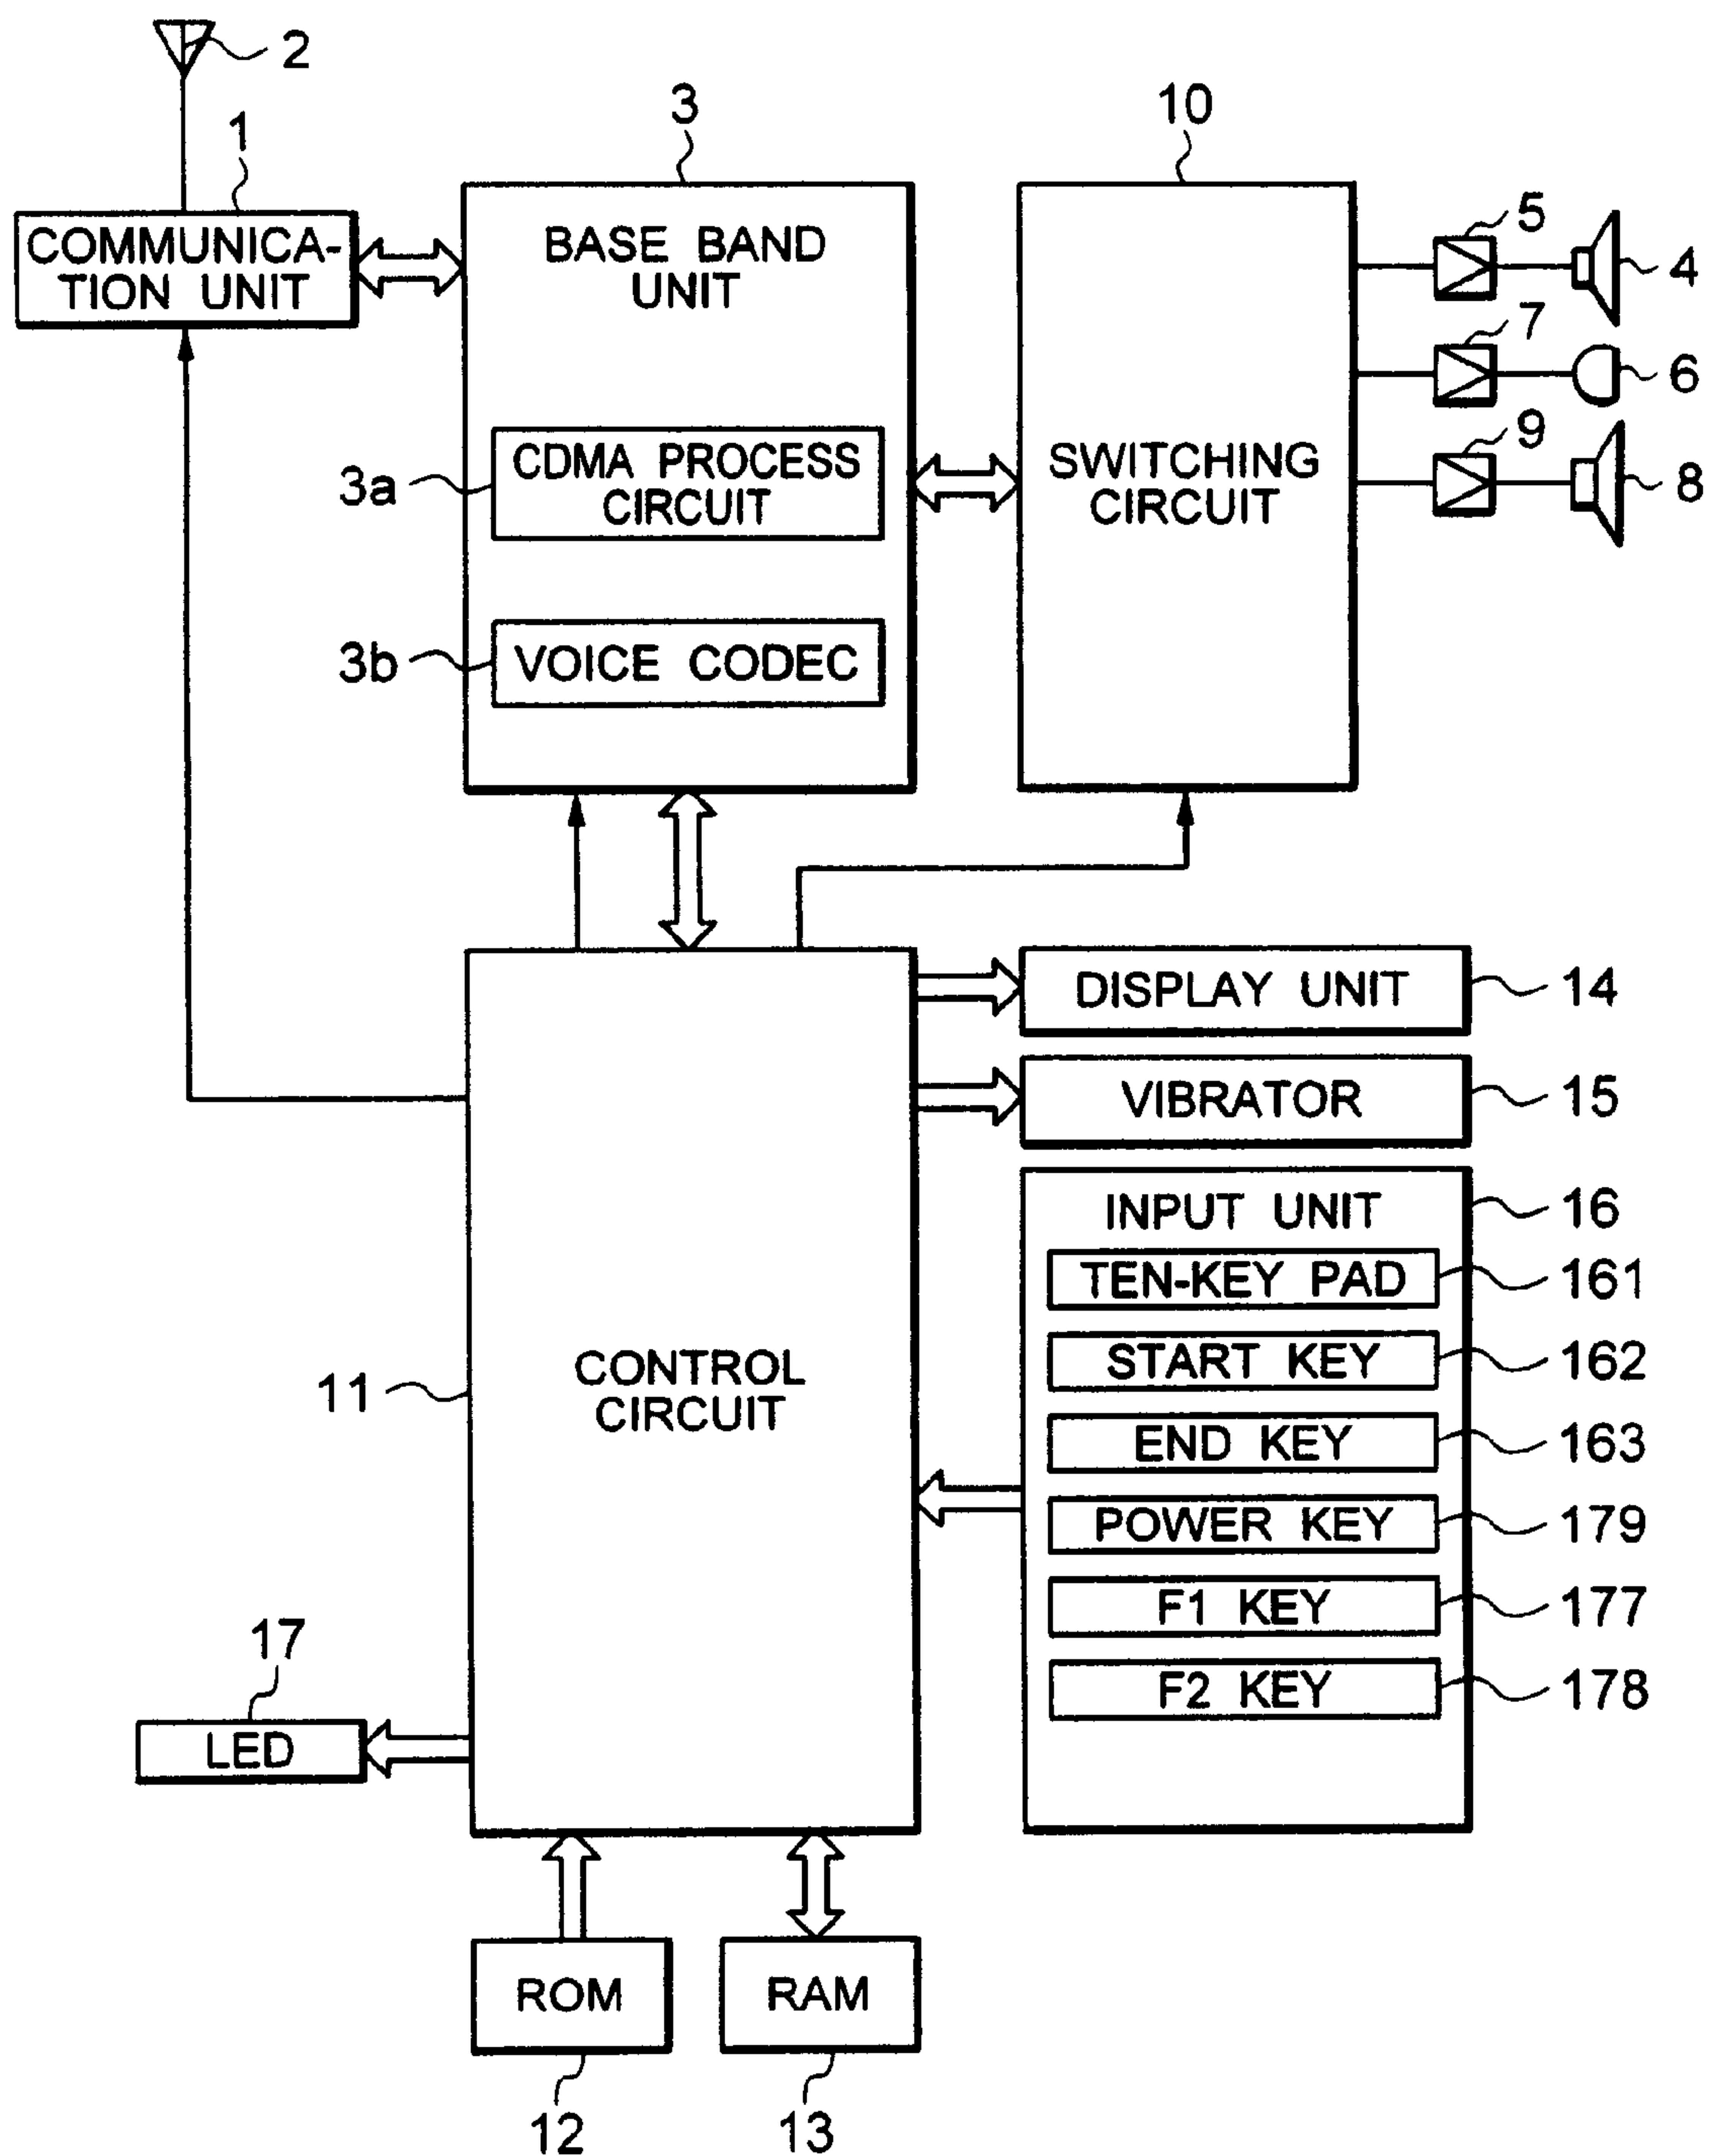 2
1
3
10
COMMUNICA-
TION UNIT
BASE BAND
UNIT
5
4
7
6
9
8
3a
CDMA PROCESS
CIRCUIT
SWITCHING
CIRCUIT
3b
VOICE CODEC
DISPLAY UNIT
14
VIBRATOR
15
INPUT UNIT
16
TEN-KEY PAD
161
START KEY
162
11
CONTROL
CIRCUIT
END KEY
163
POWER KEY
179
F1 KEY
177
F2 KEY
178
17
LED
ROM
RAM
12
13